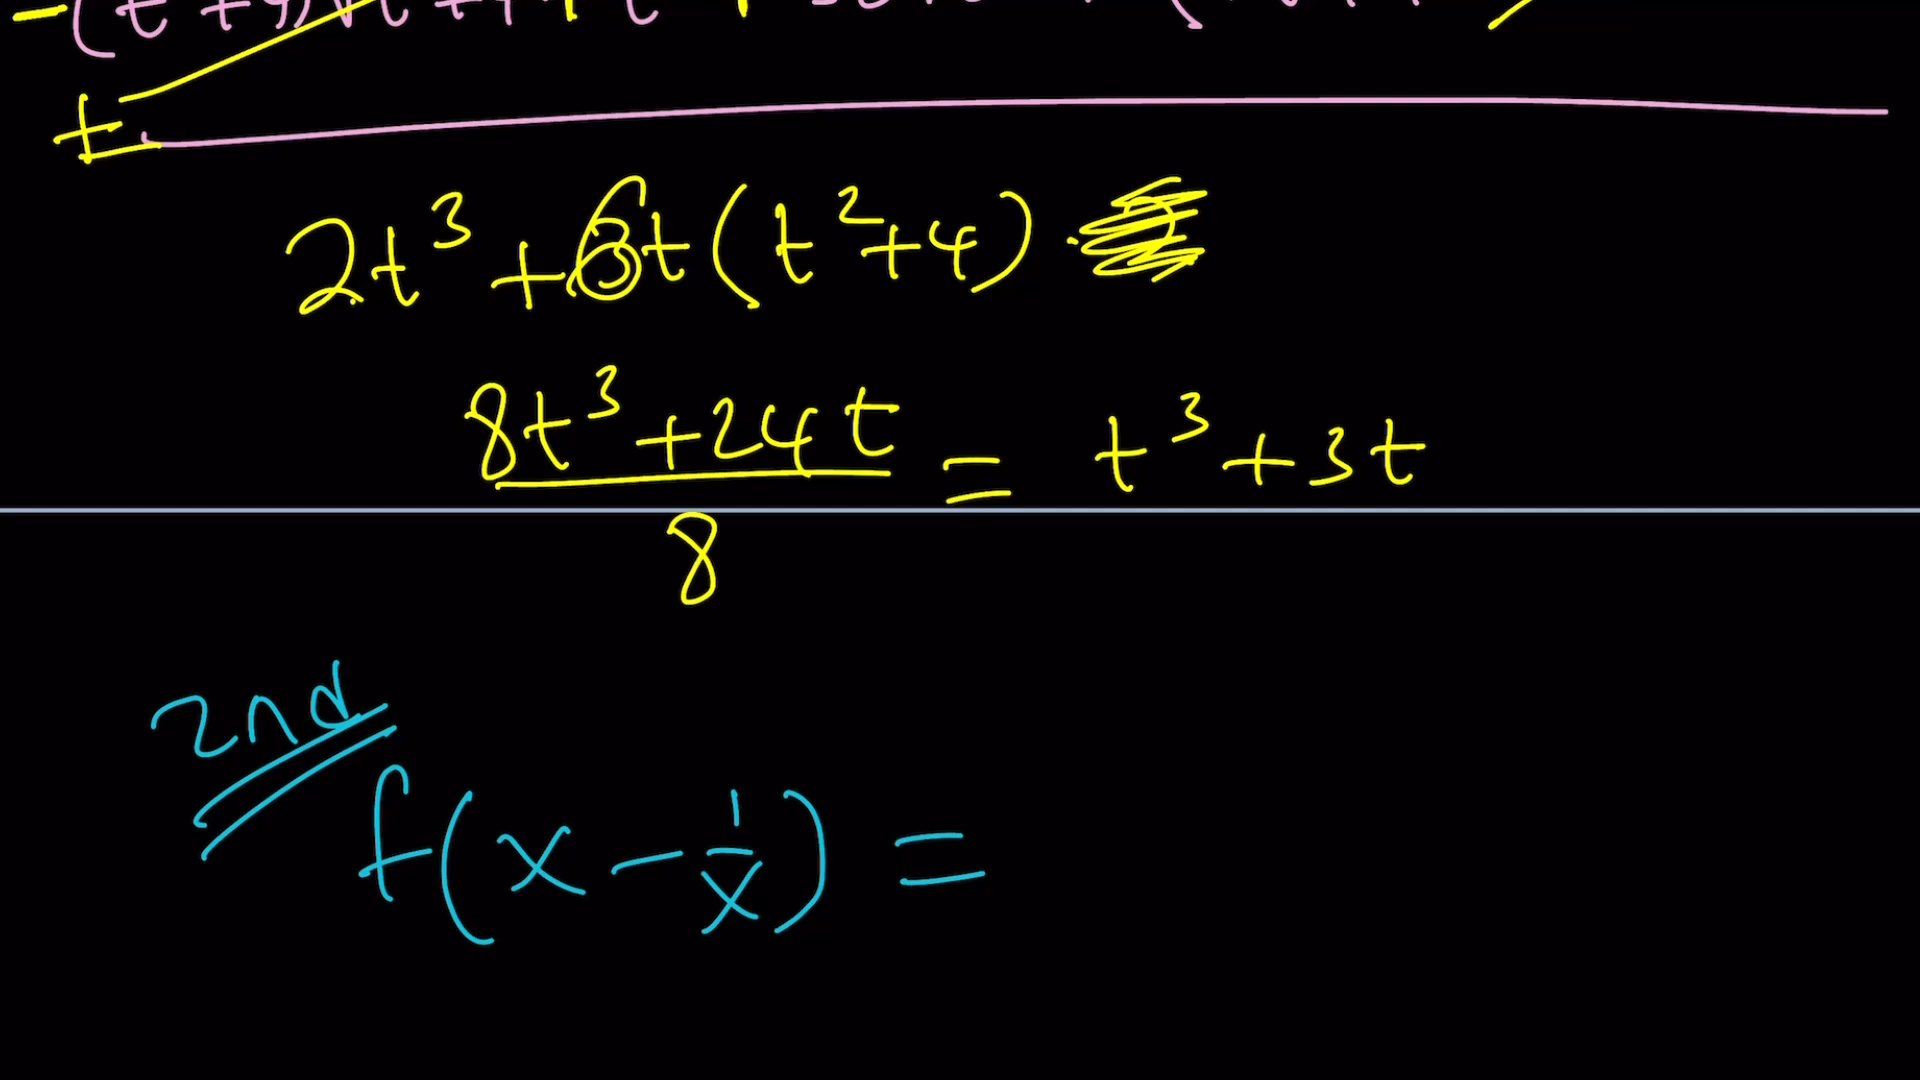 +
2t³ + 6t(t² + 4)
8t³ + 24t
= t³ + 3t
8
2nd
f(x - 1/x) =